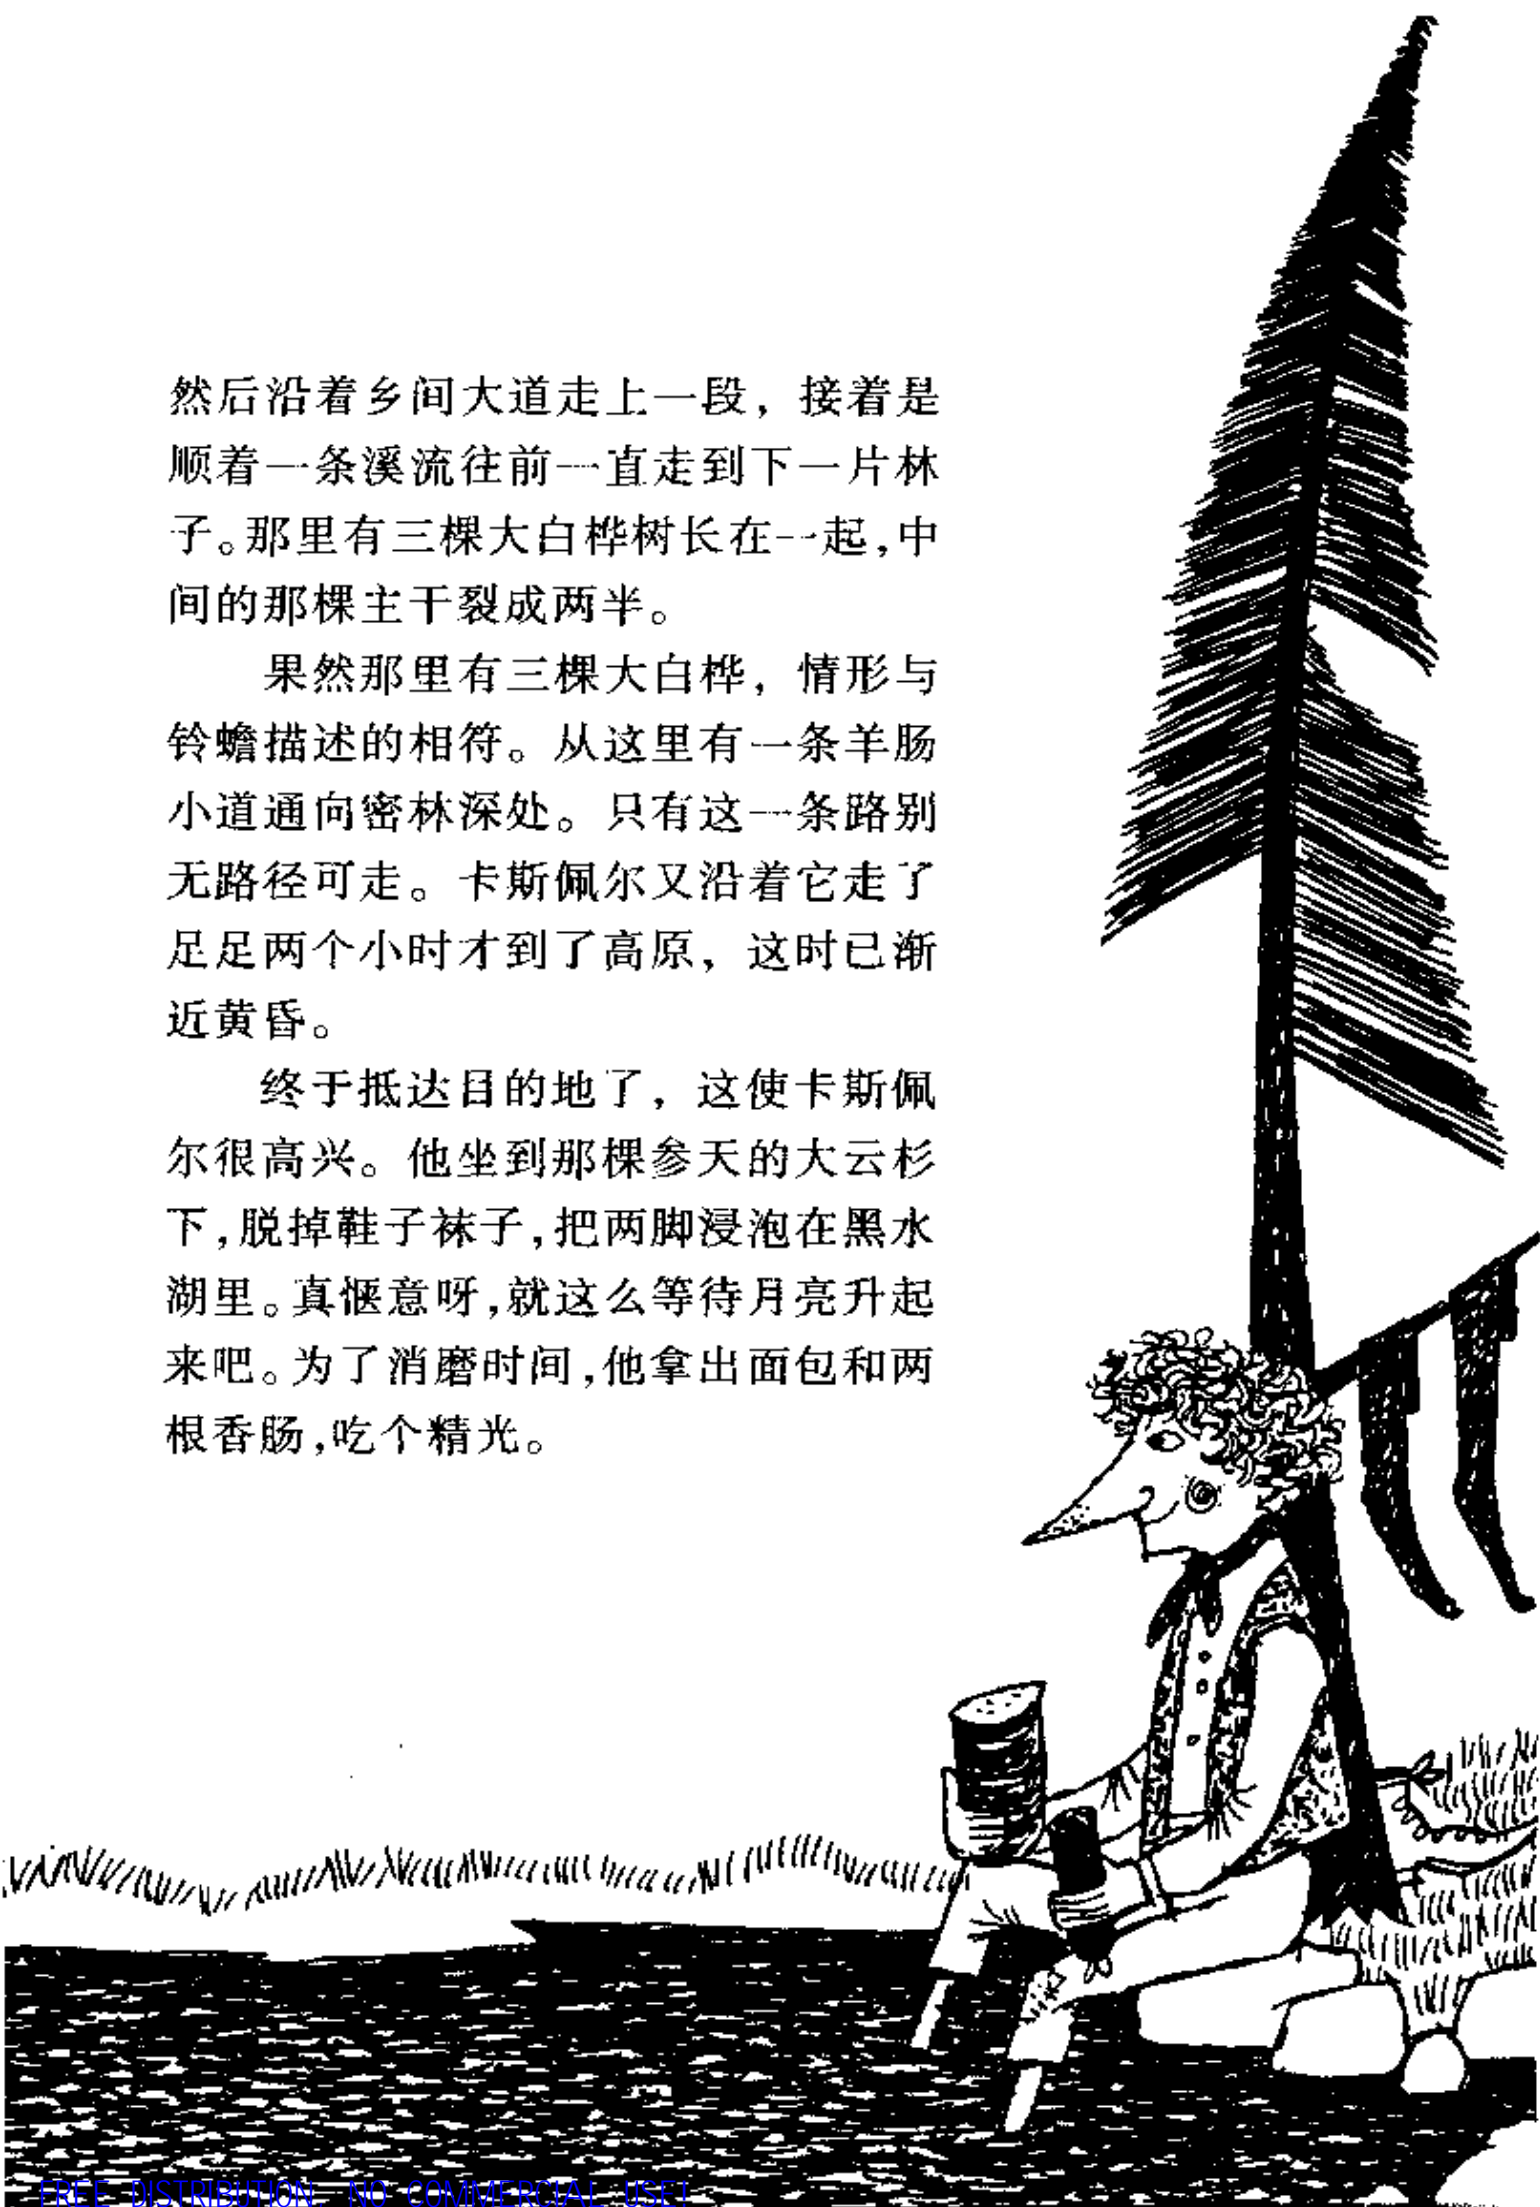 然后沿着乡间大道走上一段，接着是
顺着一条溪流往前一直走到下一片林
子。那里有三棵大白桦树长在一起，中
间的那棵主干裂成两半。
果然那里有三棵大白桦，情形与
铃蟾描述的相符。从这里有一条羊肠
小道通向密林深处。只有这一条路别
无路径可走。卡斯佩尔又沿着它走了
足足两个小时才到了高原，这时已渐
近黄昏。
终于抵达目的地了，这使卡斯佩
尔很高兴。他坐到那棵参天的大云杉
下，脱掉鞋子袜子，把两脚浸泡在黑水
湖里。真惬意呀，就这么等待月亮升起
来吧。为了消磨时间，他拿出面包和两
根香肠，吃个精光。
FREE DISTRIBUTION. NO COMMERCIAL USE!